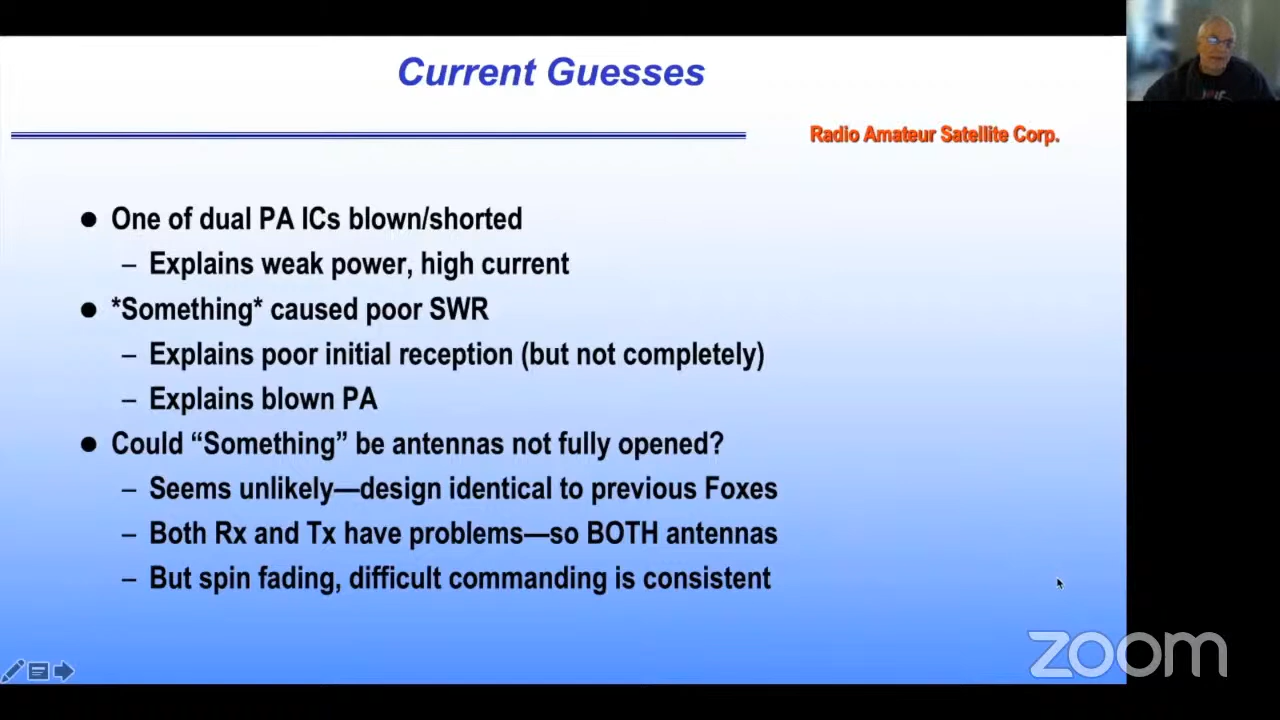 Current Guesses
Radio Amateur Satellite Corp.
● One of dual PA ICs blown/shorted
– Explains weak power, high current
● *Something* caused poor SWR
– Explains poor initial reception (but not completely)
– Explains blown PA
● Could “Something” be antennas not fully opened?
– Seems unlikely—design identical to previous Foxes
– Both Rx and Tx have problems—so BOTH antennas
– But spin fading, difficult commanding is consistent
zoom